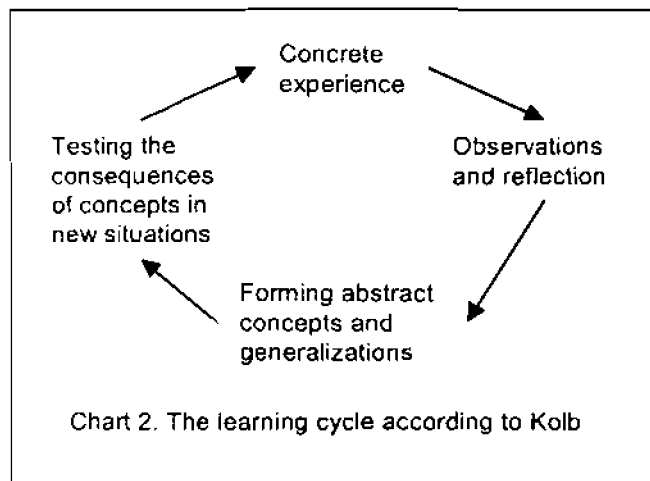 Concrete
experience
Testing the
consequences
of concepts in
new situations
Observations
and reflection
Forming abstract
concepts and
generalizations
Chart 2. The learning cycle according to Kolb